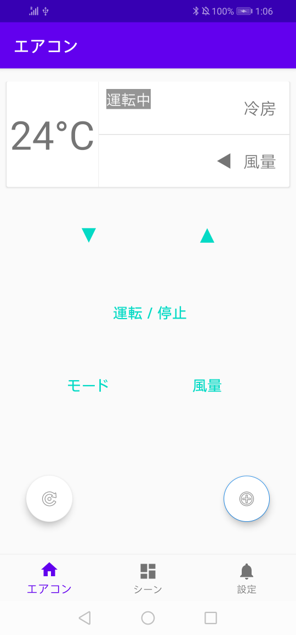 100% 1:06
エアコン
24°C
運転中
冷房
◀ 風量
▼ ▲
運転 / 停止
モード 風量
エアコン シーン 設定